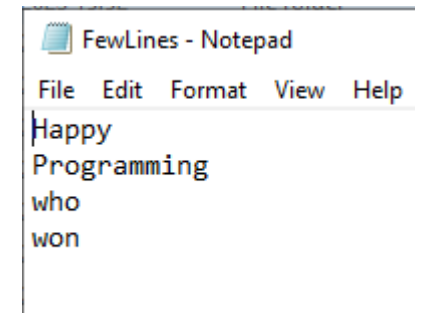 FewLines - Notepad
File Edit Format View Help
Happy
Programming
who
won